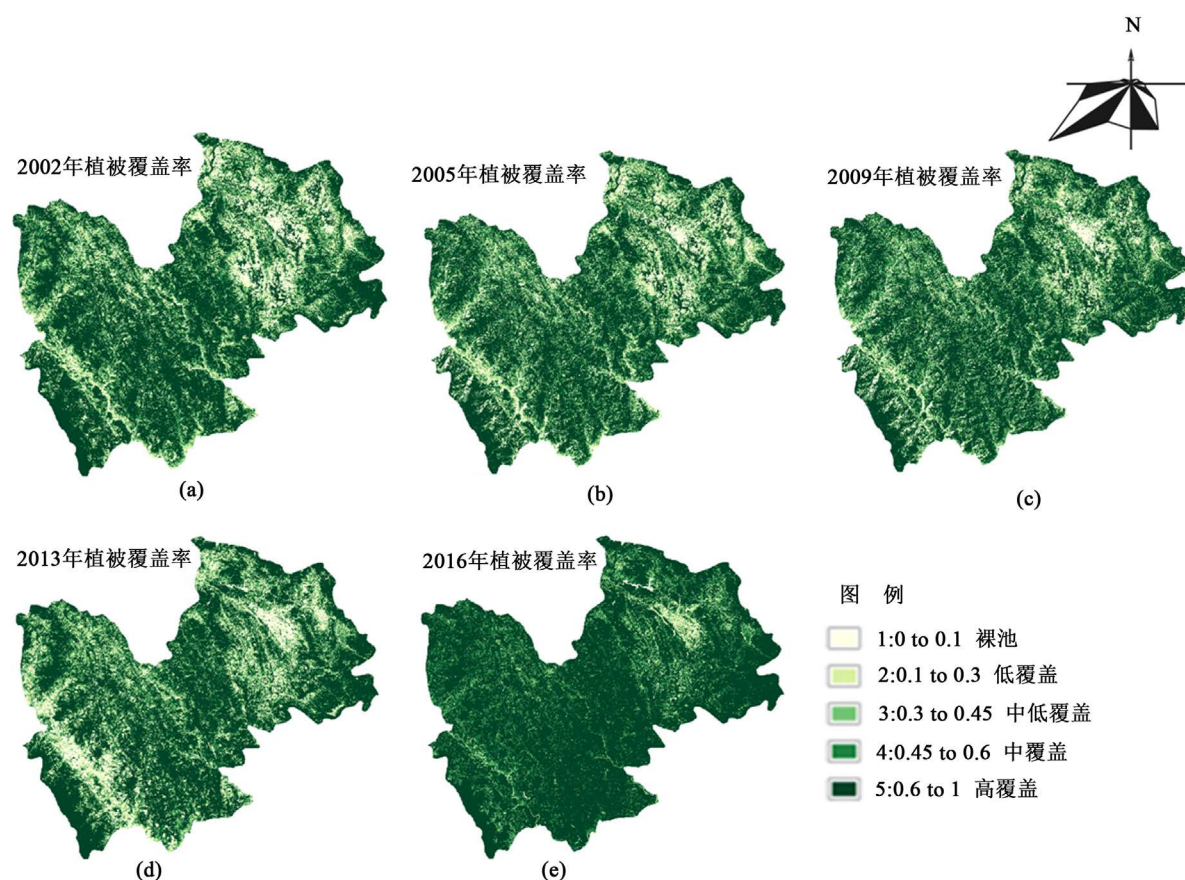 N
2002年植被覆盖率
2005年植被覆盖率
2009年植被覆盖率
(a)
(b)
(c)
2013年植被覆盖率
2016年植被覆盖率
图 例
1:0 to 0.1 裸池
2:0.1 to 0.3 低覆盖
3:0.3 to 0.45 中低覆盖
4:0.45 to 0.6 中覆盖
5:0.6 to 1 高覆盖
(d)
(e)